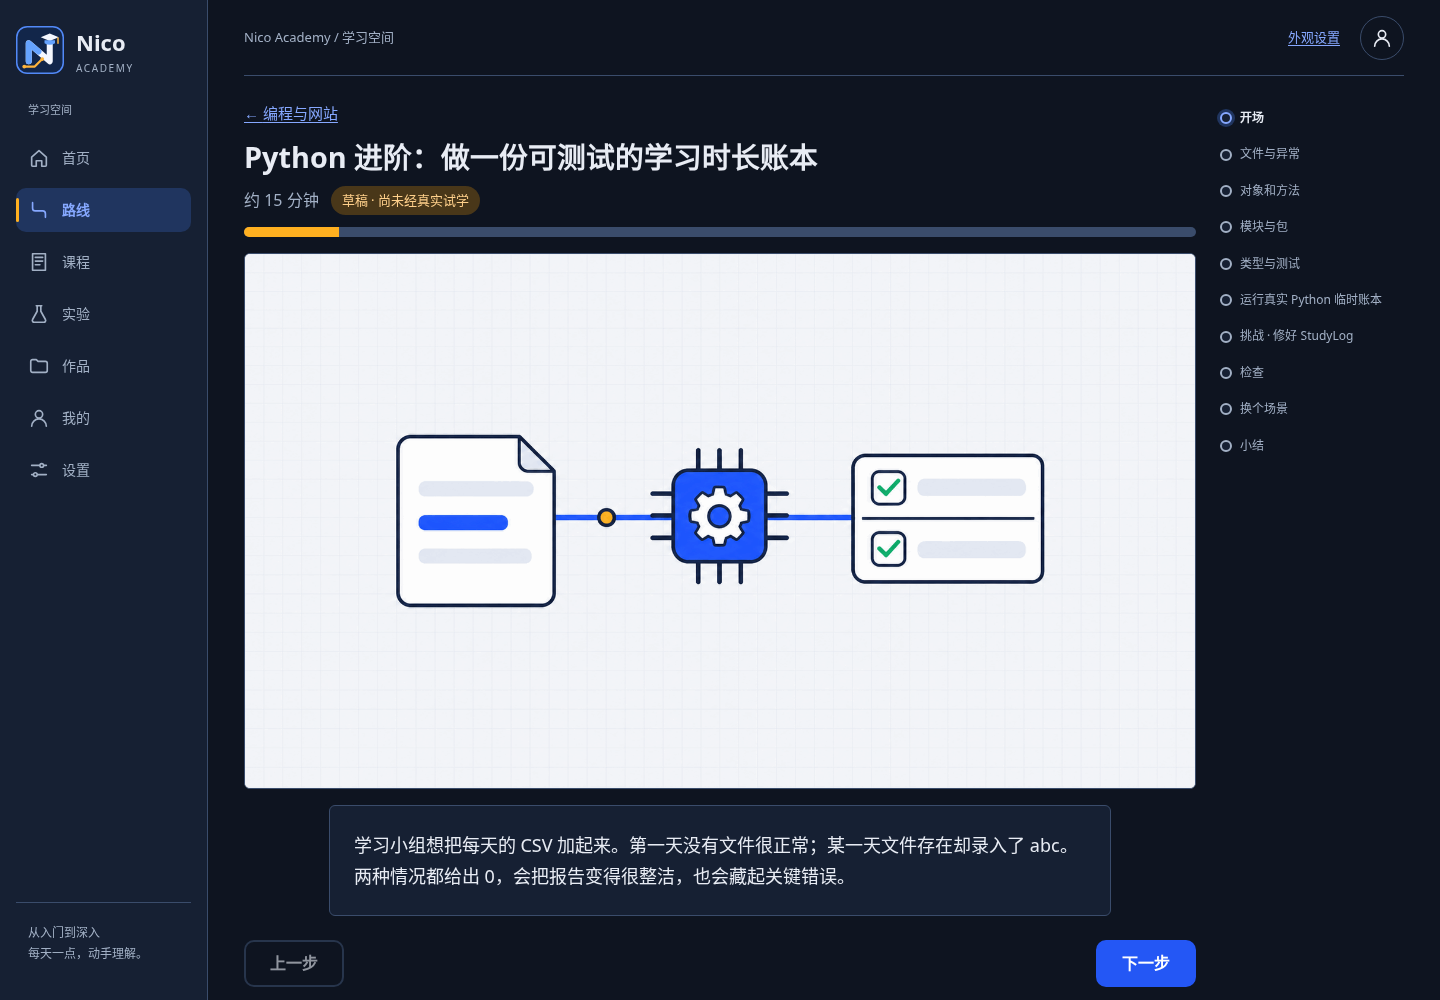 Nico
ACADEMY
学习空间
首页
路线
课程
实验
作品
我的
设置
从入门到深入
每天一点，动手理解。
Nico Academy / 学习空间
外观设置
← 编程与网站
Python 进阶：做一份可测试的学习时长账本
约 15 分钟
草稿 · 尚未经真实试学
学习小组想把每天的 CSV 加起来。第一天没有文件很正常；某一天文件存在却录入了 abc。
两种情况都给出 0，会把报告变得很整洁，也会藏起关键错误。
上一步
下一步
开场
文件与异常
对象和方法
模块与包
类型与测试
运行真实 Python 临时账本
挑战 · 修好 StudyLog
检查
换个场景
小结